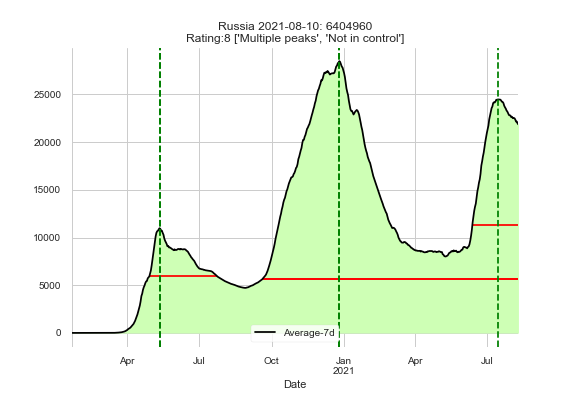 Russia 2021-08-10: 6404960
Rating:8 ['Multiple peaks', 'Not in control']
25000
20000
15000
10000
5000
0
Average-7d
Apr Jul Oct Jan Apr Jul
2021
Date